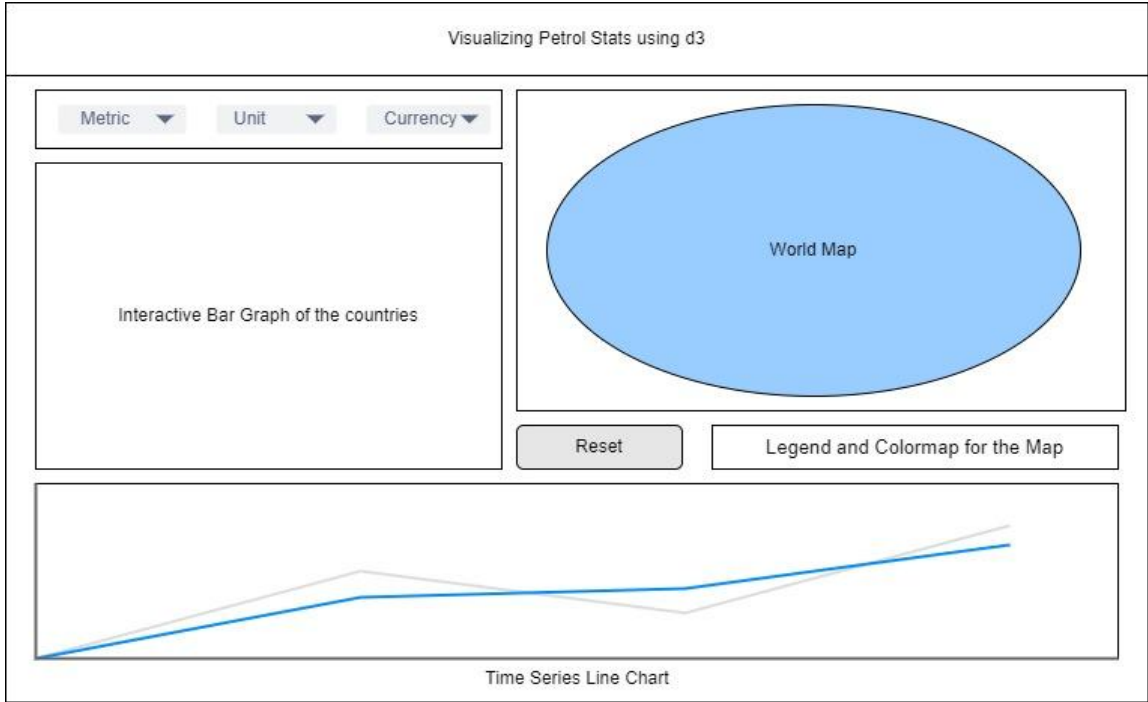 Visualizing Petrol Stats using d3
Metric
Unit
Currency
World Map
Interactive Bar Graph of the countries
Reset
Legend and Colormap for the Map
Time Series Line Chart